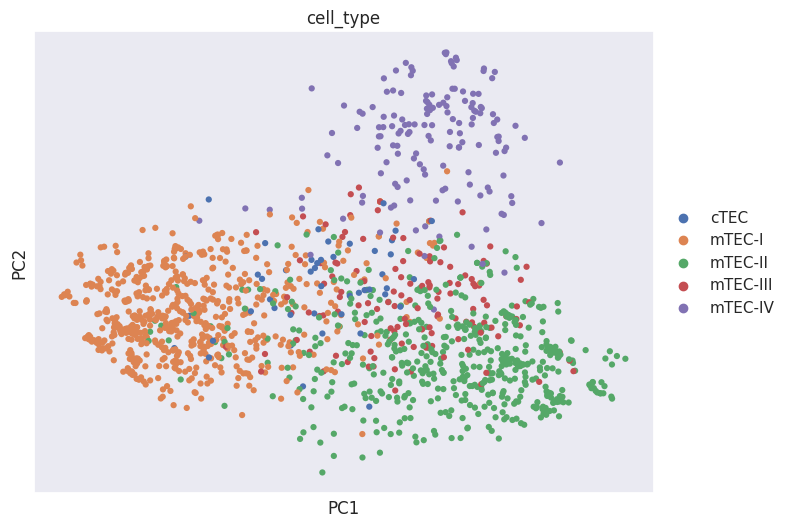 cell_type
PC2
cTEC
mTEC-I
mTEC-II
mTEC-III
mTEC-IV
PC1